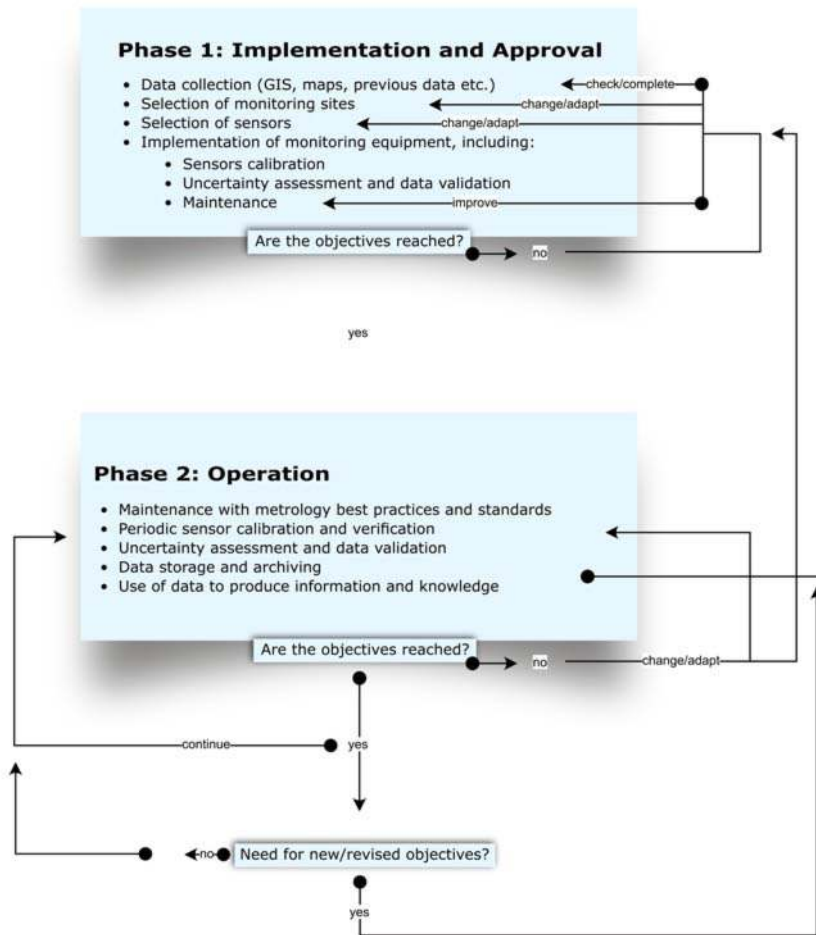 Phase 1: Implementation and Approval
• Data collection (GIS, maps, previous data etc.)
check/complete
• Selection of monitoring sites
change/adapt
• Selection of sensors
change/adapt
• Implementation of monitoring equipment, including:
• Sensors calibration
• Uncertainty assessment and data validation
• Maintenance
improve
Are the objectives reached?
no
yes
Phase 2: Operation
• Maintenance with metrology best practices and standards
• Periodic sensor calibration and verification
• Uncertainty assessment and data validation
• Data storage and archiving
• Use of data to produce information and knowledge
Are the objectives reached?
no
change/adapt
continue
yes
no
Need for new/revised objectives?
yes